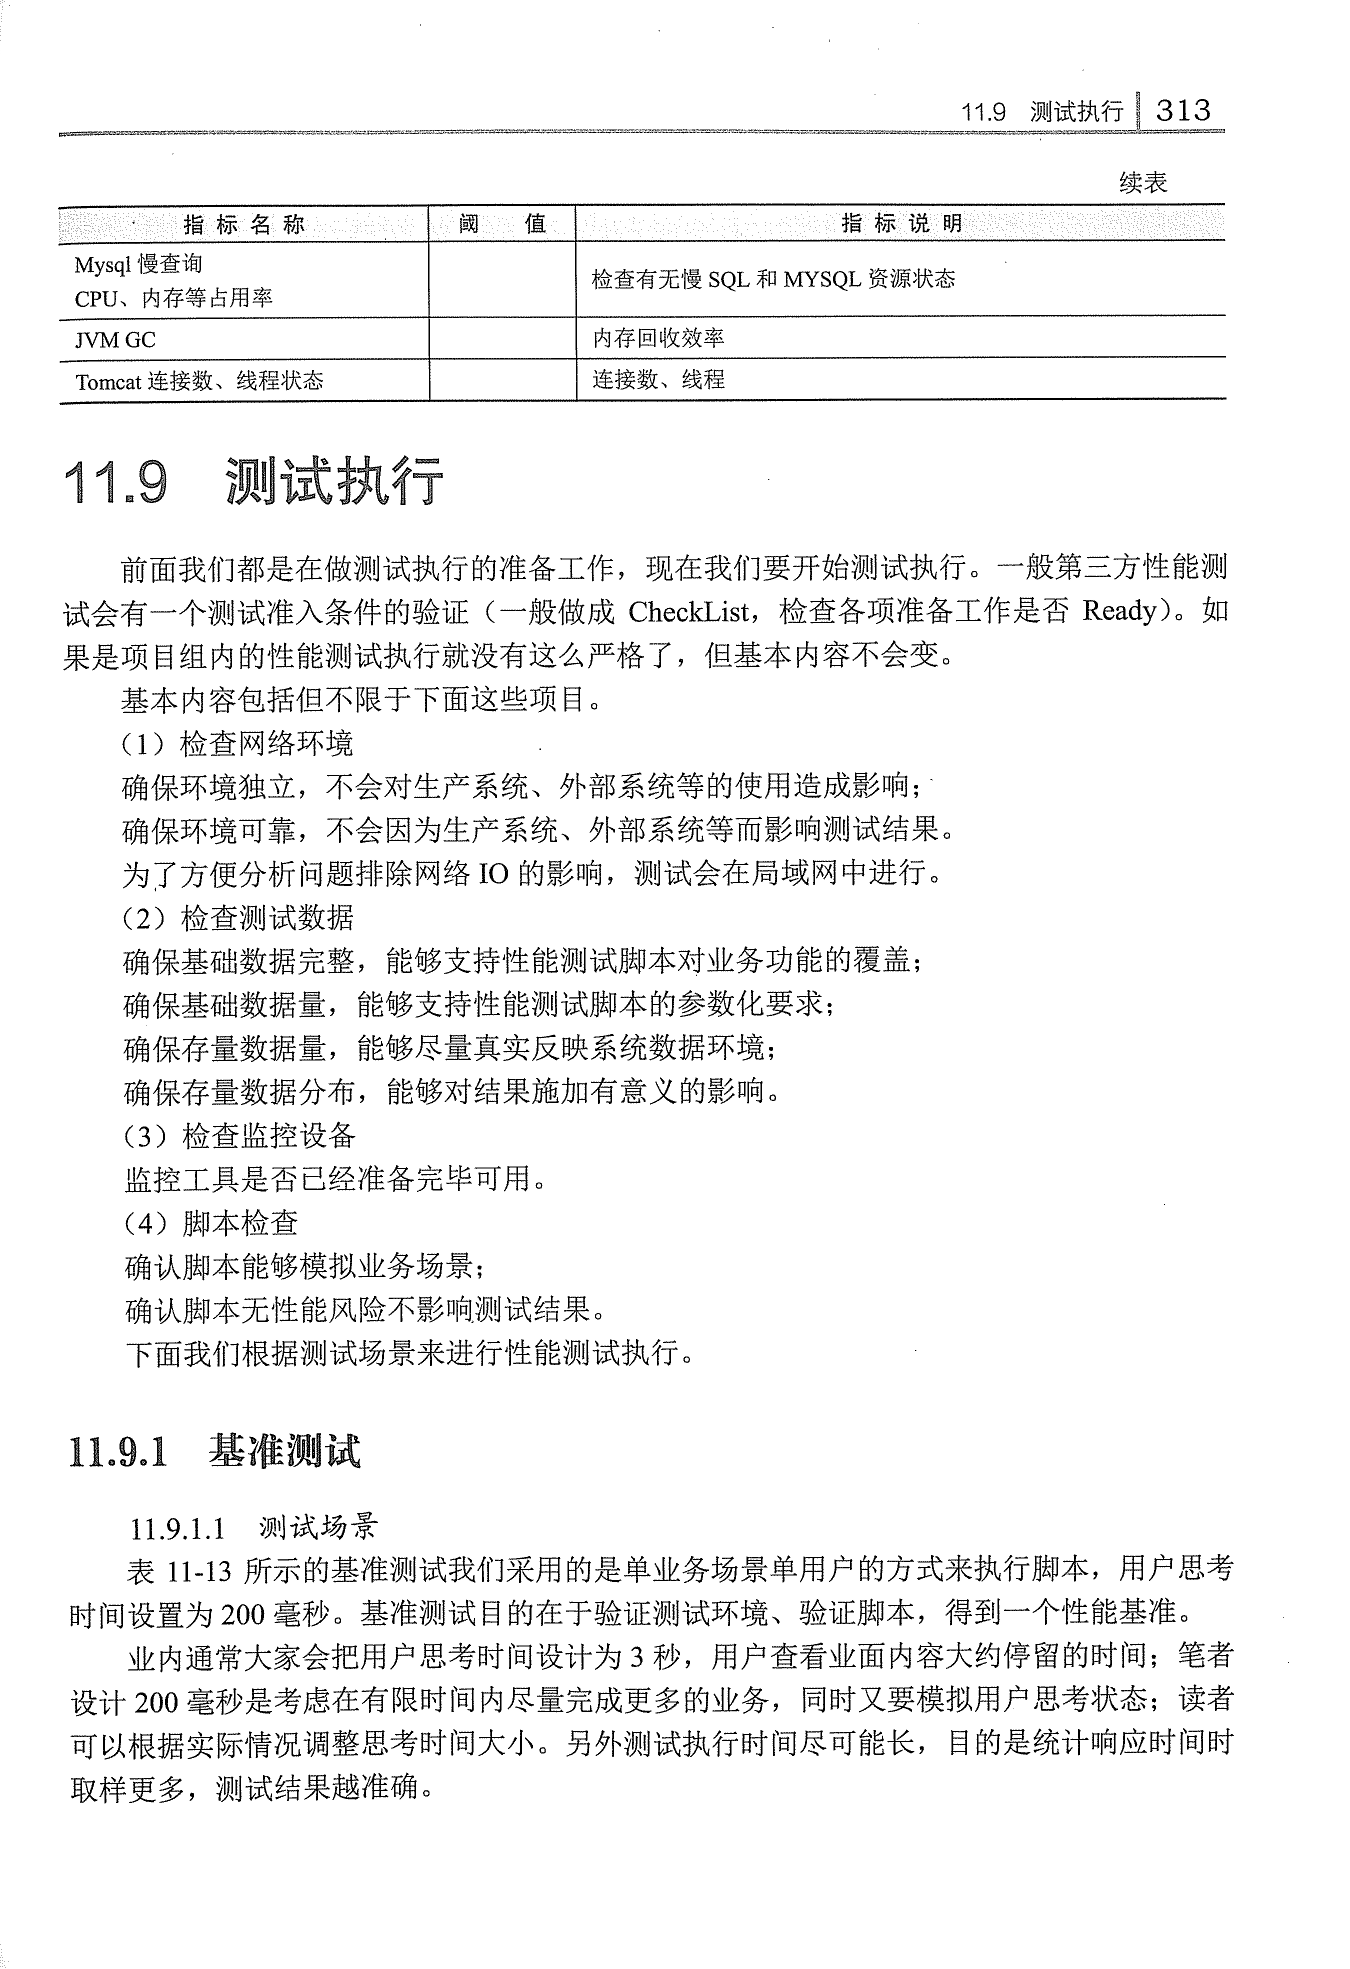 11.9 测试执行 313
续表
指标名称 阈 值 指标说明
Mysql 慢查询
CPU、内存等占用率
检查有无慢 SQL 和 MYSQL 资源状态
JVM GC 内存回收效率
Tomcat 连接数、线程状态 连接数、线程
11.9 测试执行
前面我们都是在做测试执行的准备工作，现在我们要开始测试执行。一般第三方性能测
试会有一个测试准入条件的验证（一般做成 CheckList，检查各项准备工作是否 Ready）。如
果是项目组内的性能测试执行就没有这么严格了，但基本内容不会变。
基本内容包括但不限于下面这些项目。
（1）检查网络环境
确保环境独立，不会对生产系统、外部系统等的使用造成影响；
确保环境可靠，不会因为生产系统、外部系统等而影响测试结果。
为了方便分析问题排除网络 IO 的影响，测试会在局域网中进行。
（2）检查测试数据
确保基础数据完整，能够支持性能测试脚本对业务功能的覆盖；
确保基础数据量，能够支持性能测试脚本的参数化要求；
确保存量数据量，能够尽量真实反映系统数据环境；
确保存量数据分布，能够对结果施加有意义的影响。
（3）检查监控设备
监控工具是否已经准备完毕可用。
（4）脚本检查
确认脚本能够模拟业务场景；
确认脚本无性能风险不影响测试结果。
下面我们根据测试场景来进行性能测试执行。
11.9.1 基准测试
11.9.1.1 测试场景
表 11-13 所示的基准测试我们采用的是单业务场景单用户的方式来执行脚本，用户思考
时间设置为 200 毫秒。基准测试目的在于验证测试环境、验证脚本，得到一个性能基准。
业内通常大家会把用户思考时间设计为 3 秒，用户查看业面内容大约停留的时间；笔者
设计 200 毫秒是考虑在有限时间内尽量完成更多的业务，同时又要模拟用户思考状态；读者
可以根据实际情况调整思考时间大小。另外测试执行时间尽可能长，目的是统计响应时间时
取样更多，测试结果越准确。